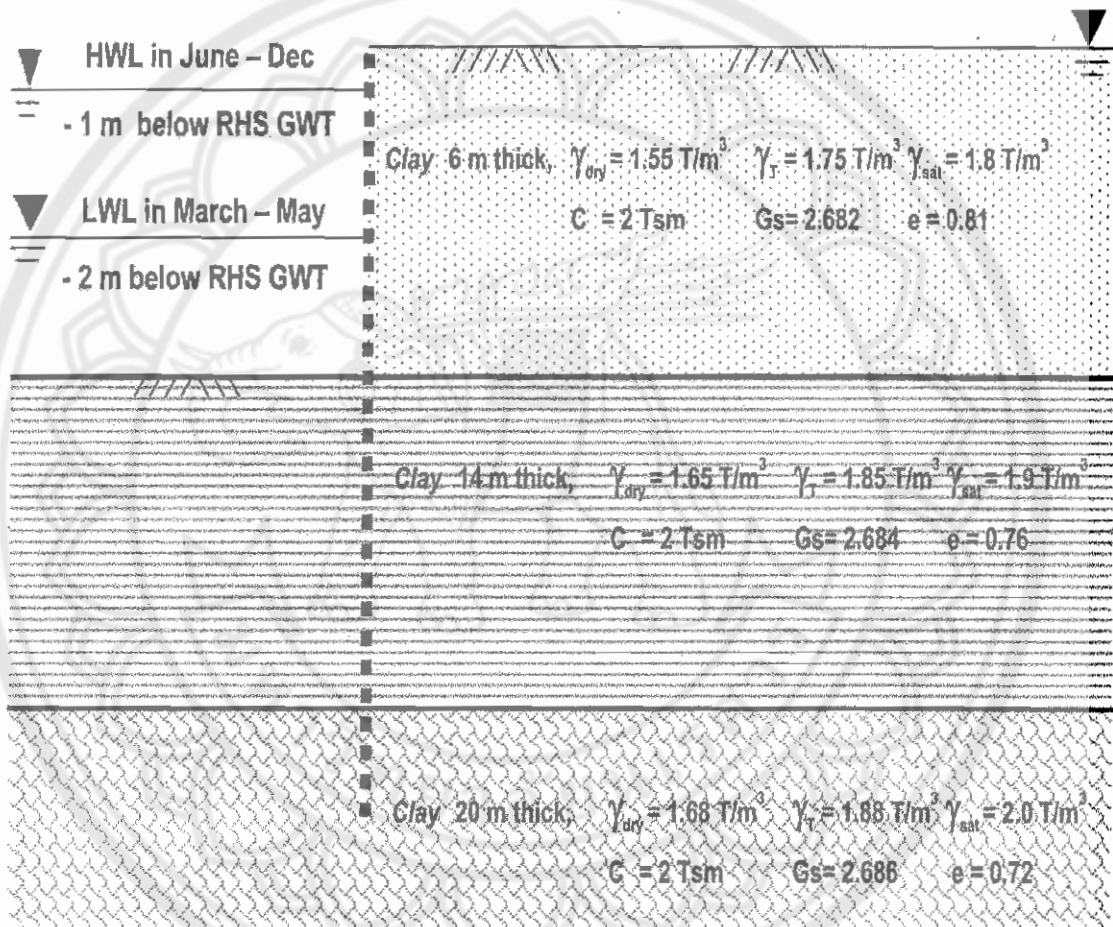 HWL in June – Dec
- 1 m below RHS GWT
LWL in March – May
- 2 m below RHS GWT
Clay 6 m thick, γdry = 1.55 T/m³ γT = 1.75 T/m³ γsat = 1.8 T/m³
C = 2 Tsm Gs= 2.682 e = 0.81
Clay 14 m thick, γdry = 1.65 T/m³ γT = 1.85 T/m³ γsat = 1.9 T/m³
C = 2 Tsm Gs= 2.684 e = 0.76
Clay 20 m thick, γdry = 1.68 T/m³ γT = 1.88 T/m³ γsat = 2.0 T/m³
C = 2 Tsm Gs= 2.686 e = 0.72